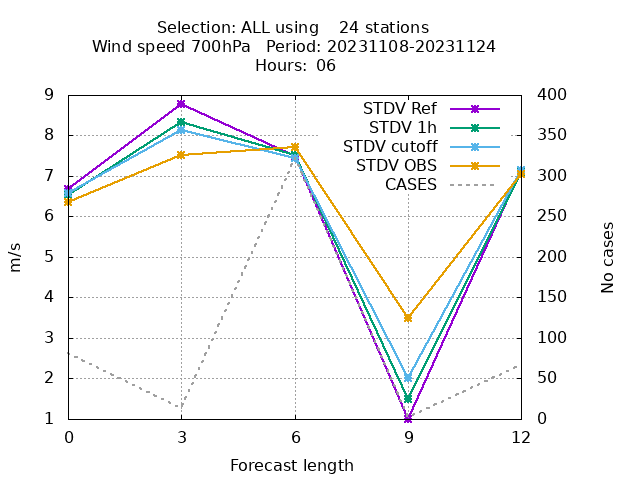 Selection: ALL using    24 stations
Wind speed 700hPa   Period: 20231108-20231124
Hours: 06
9 400
STDV Ref
8 350
STDV 1h
STDV cutoff
STDV OBS
7 300
CASES
6 250
5 200
4 150
3 100
2 50
1 0
m/s
No cases
0 3 6 9 12
Forecast length